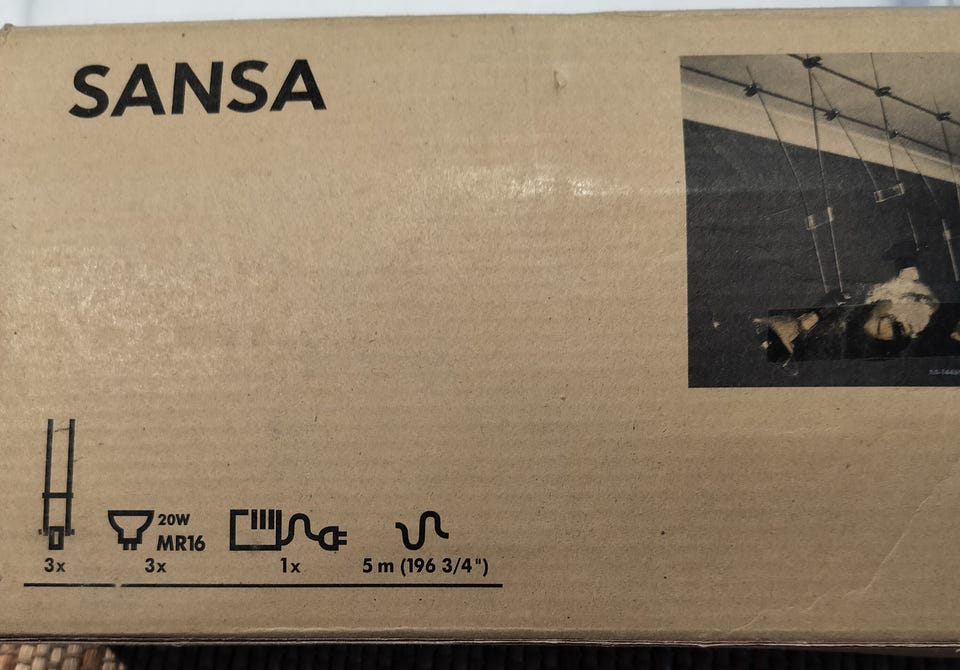 SANSA
20W
MR16
3x
3x
1x
5 m (196 3/4")